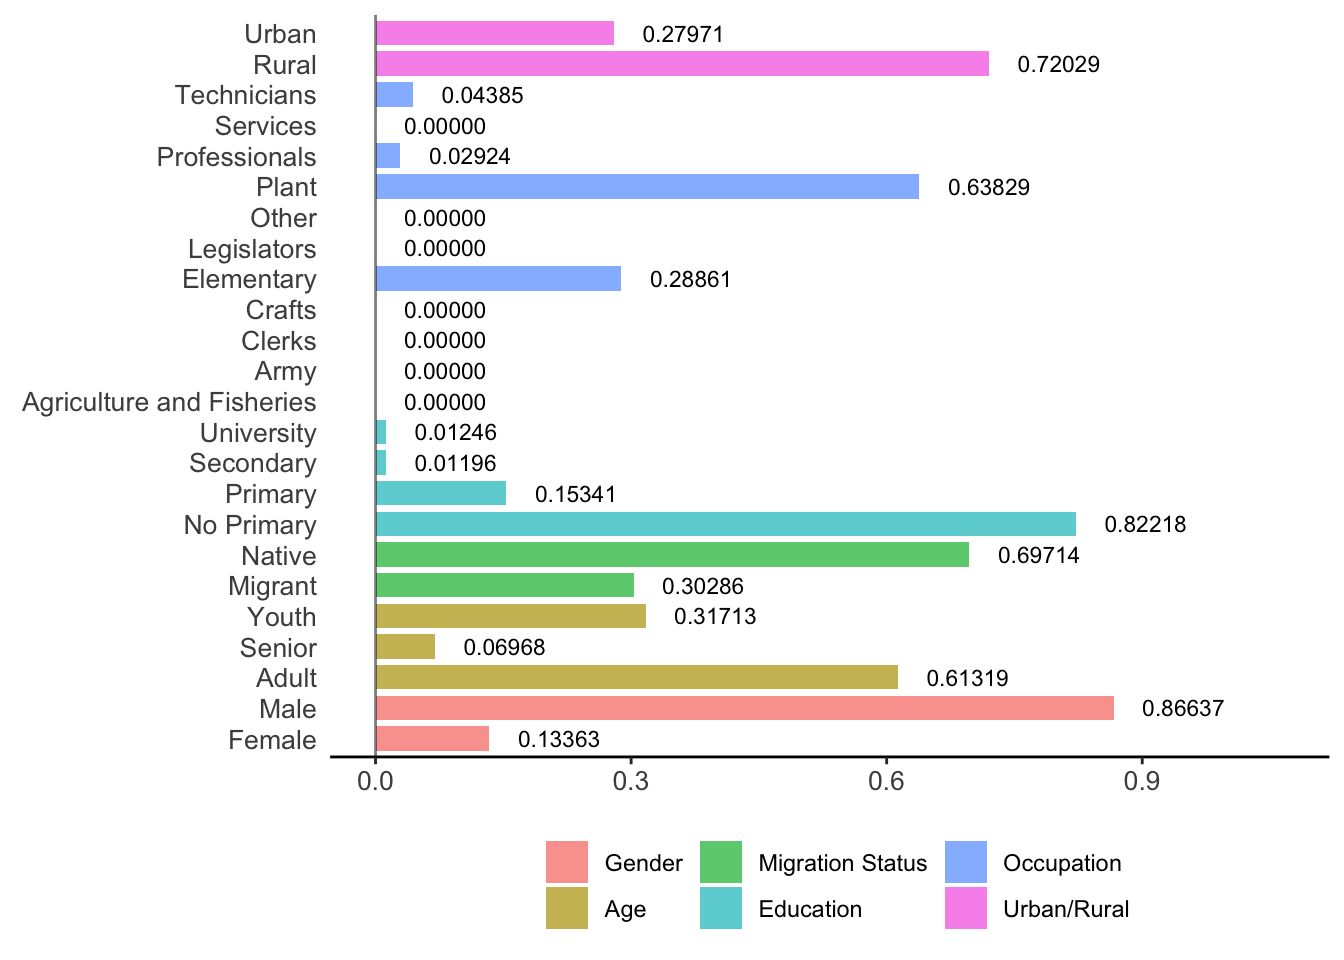 Urban 0.27971
Rural 0.72029
Technicians 0.04385
Services 0.00000
Professionals 0.02924
Plant 0.63829
Other 0.00000
Legislators 0.00000
Elementary 0.28861
Crafts 0.00000
Clerks 0.00000
Army 0.00000
Agriculture and Fisheries 0.00000
University 0.01246
Secondary 0.01196
Primary 0.15341
No Primary 0.82218
Native 0.69714
Migrant 0.30286
Youth 0.31713
Senior 0.06968
Adult 0.61319
Male 0.86637
Female 0.13363
0.0 0.3 0.6 0.9
Gender Migration Status Occupation
Age Education Urban/Rural